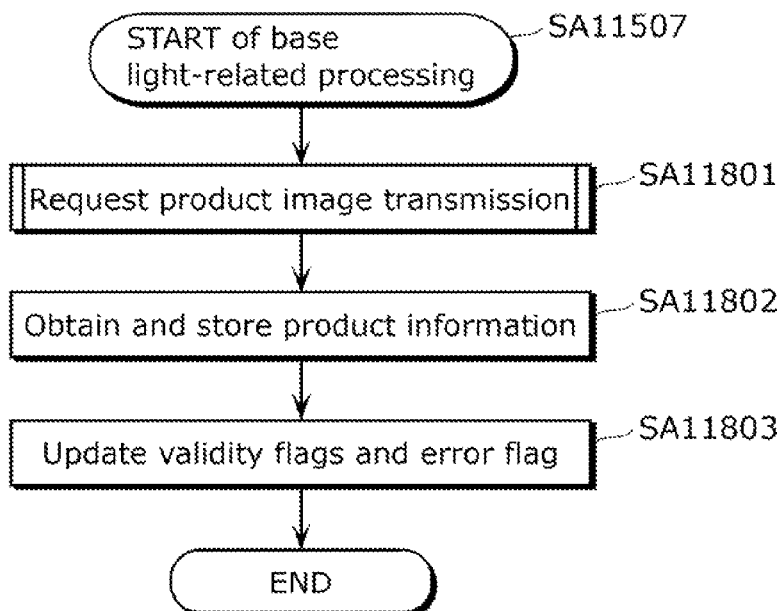 START of base
light-related processing
SA11507
Request product image transmission
SA11801
Obtain and store product information
SA11802
Update validity flags and error flag
SA11803
END